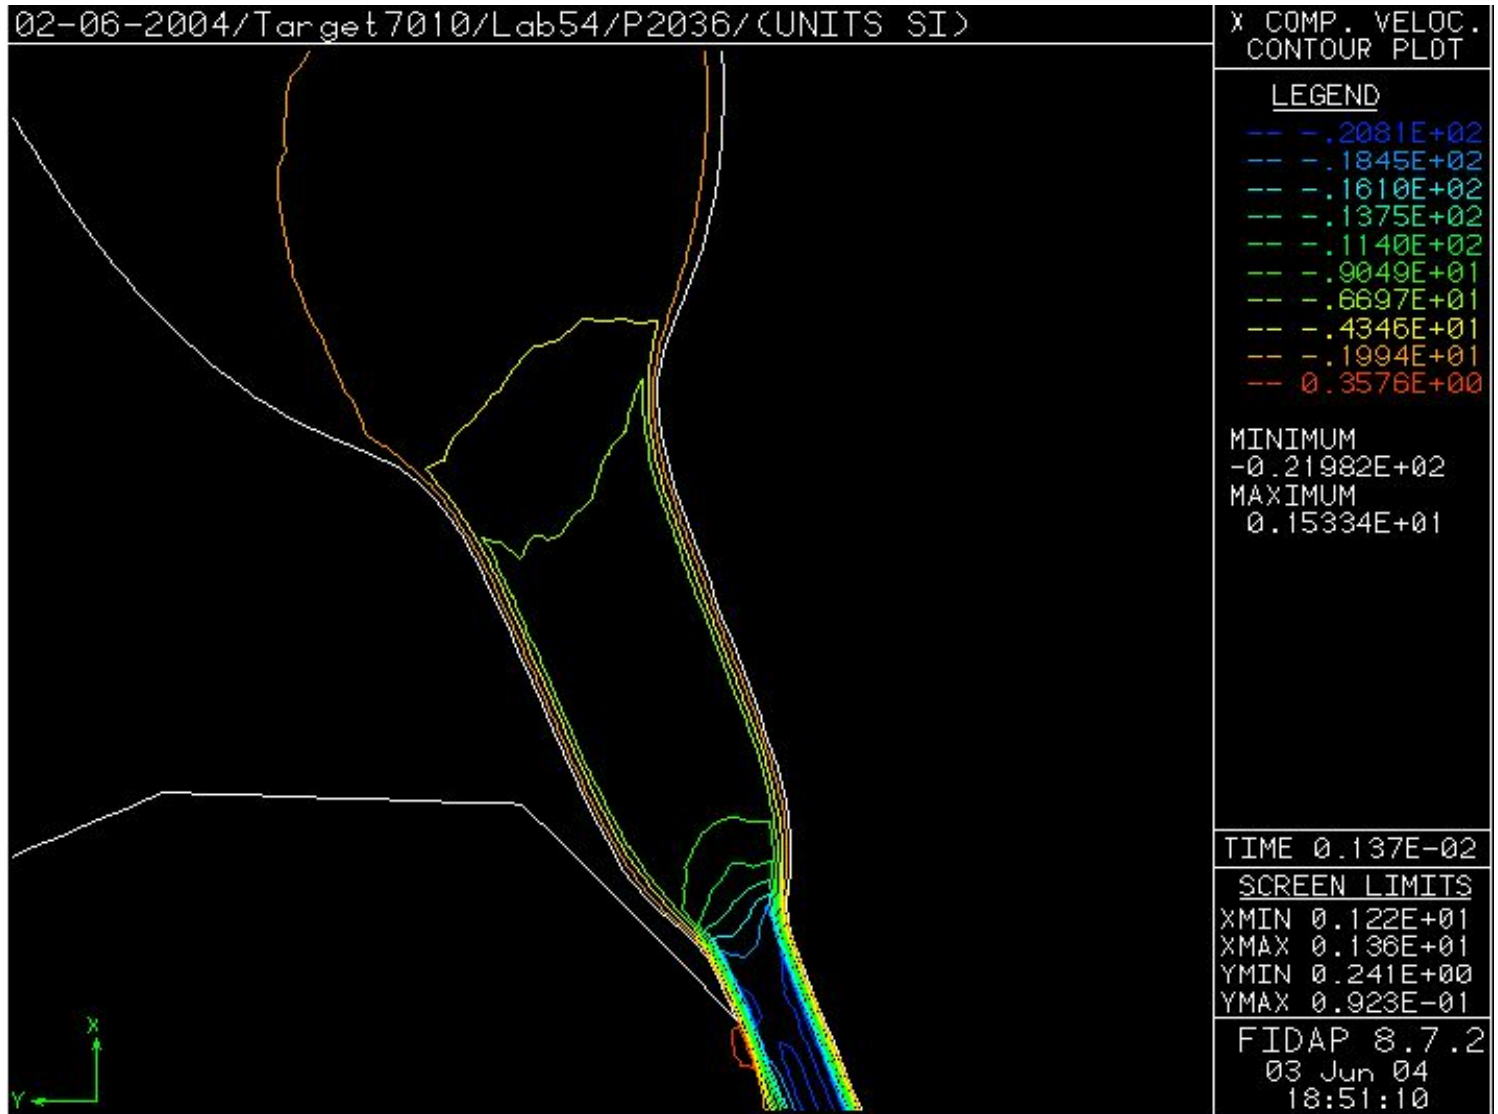 02-06-2004/Target7010/Lab54/P2036/(UNITS SI)
X COMP. VELOC.
CONTOUR PLOT
LEGEND
-- -.2081E+02
-- -.1845E+02
-- -.1610E+02
-- -.1375E+02
-- -.1140E+02
-- -.9049E+01
-- -.6697E+01
-- -.4346E+01
-- -.1994E+01
-- 0.3576E+00
MINIMUM
-0.21982E+02
MAXIMUM
0.15334E+01
TIME 0.137E-02
SCREEN LIMITS
XMIN 0.122E+01
XMAX 0.136E+01
YMIN 0.241E+00
YMAX 0.923E-01
FIDAP 8.7.2
03 Jun 04
18:51:10
X
Y